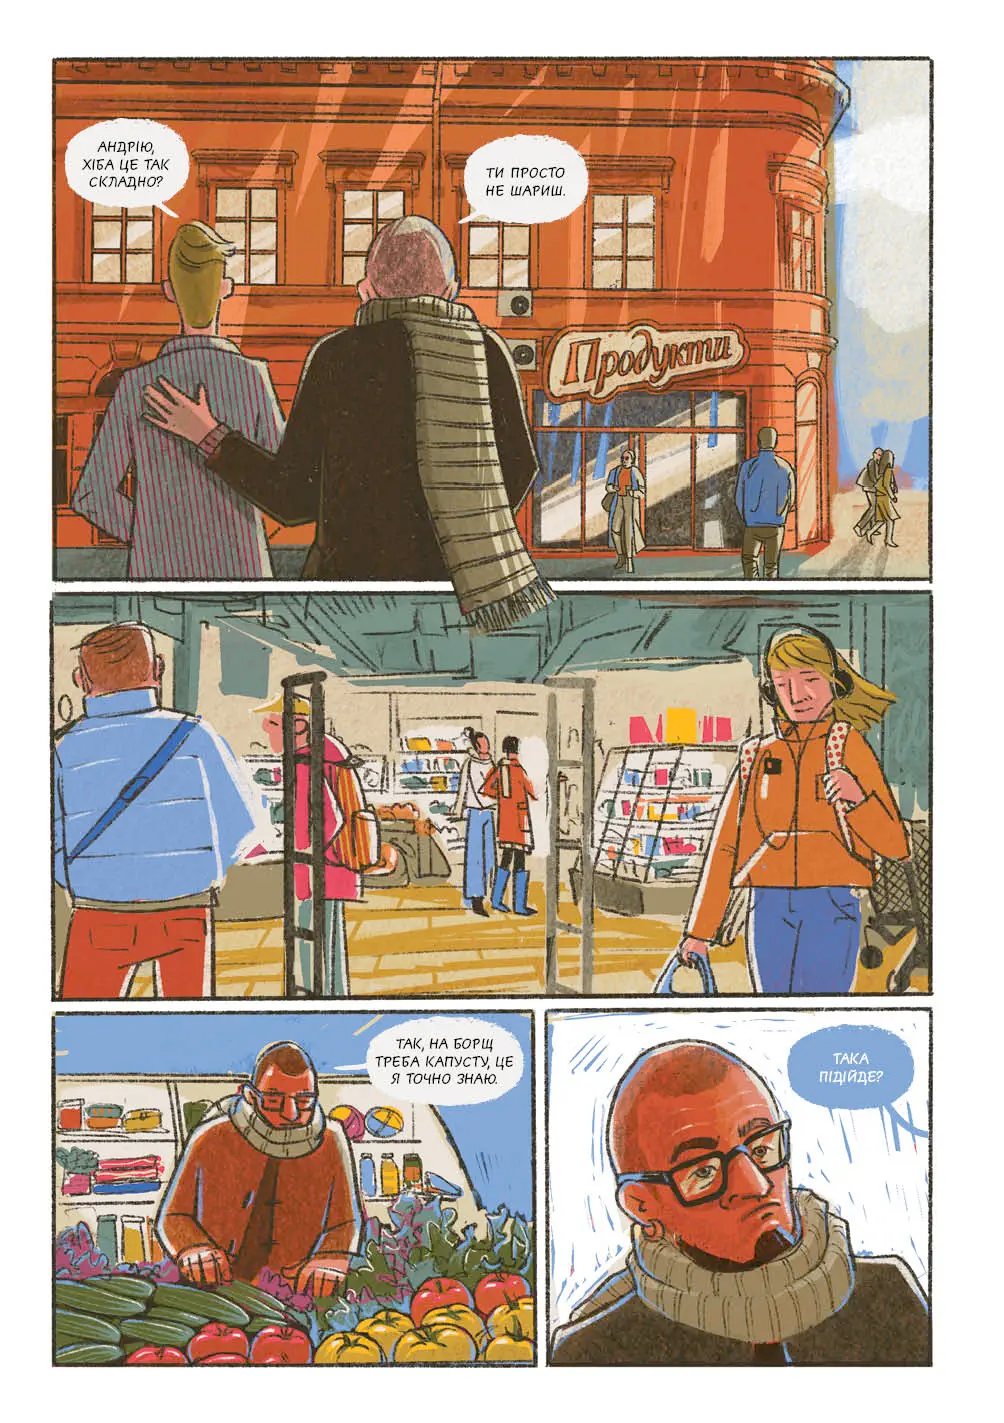 АНДРІЮ,
ХІБА ЦЕ ТАК
СКЛАДНО?
ТИ ПРОСТО
НЕ ШАРИШ.
Продукти
ТАК, НА БОРЩ
ТРЕБА КАПУСТУ, ЦЕ
Я ТОЧНО ЗНАЮ.
ТАКА
ПІДІЙДЕ?